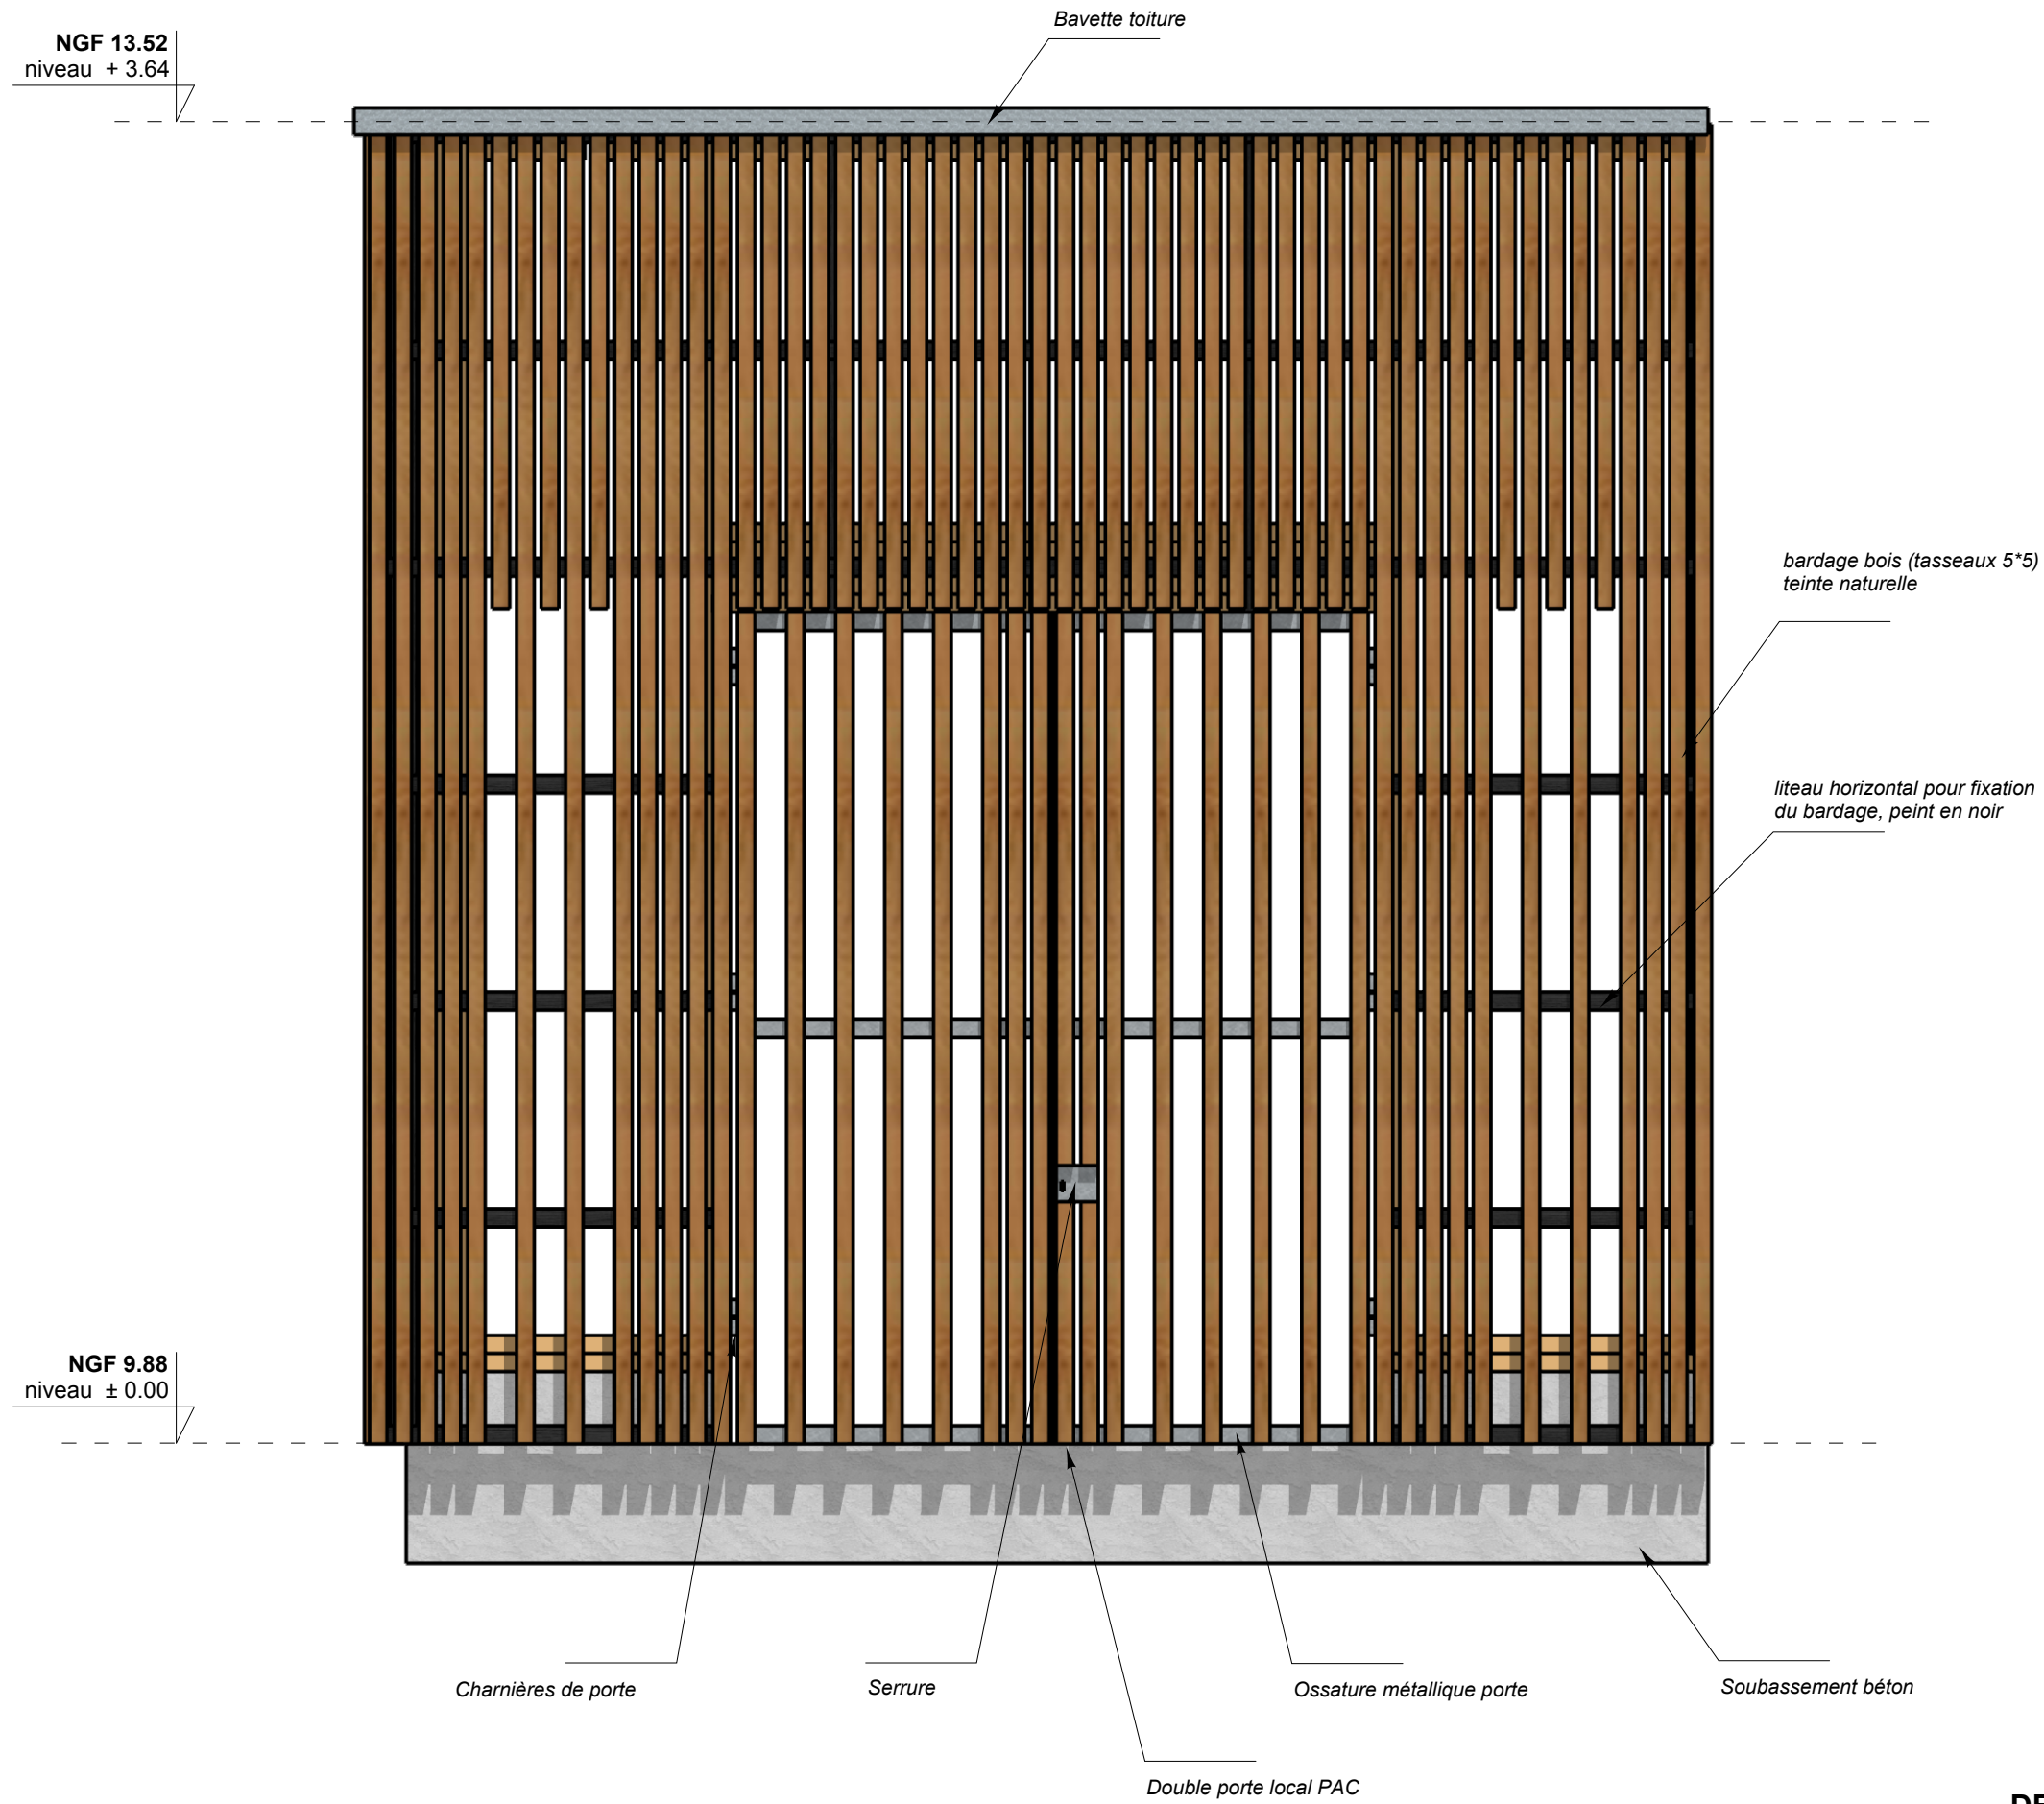 Bavette toiture
NGF 13.52
niveau + 3.64
bardage bois (tasseaux 5*5)
teinte naturelle
liteau horizontal pour fixation
du bardage, peint en noir
NGF 9.88
niveau ± 0.00
Charnières de porte
Serrure
Ossature métallique porte
Soubassement béton
Double porte local PAC